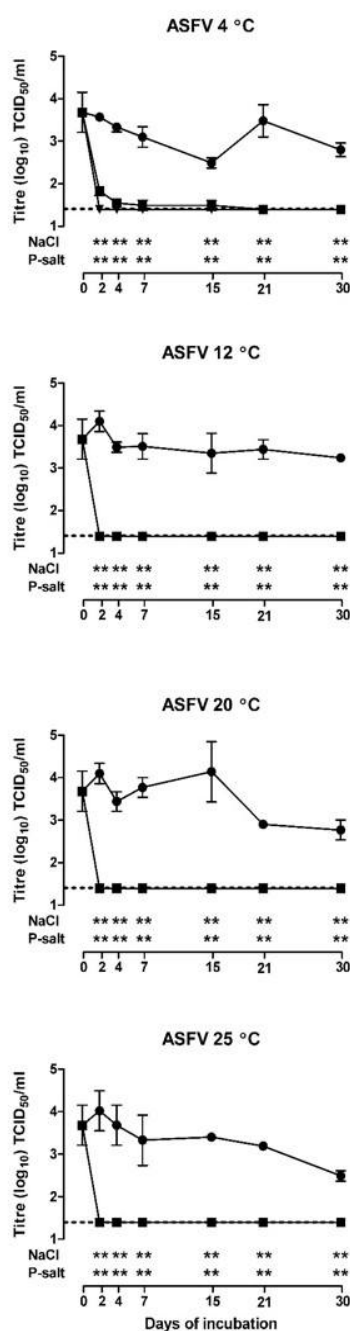 ASFV 4 °C
Titre (log10) TCID50/ml
5
4
3
2
1
NaCl ** ** ** ** ** **
P-salt ** ** ** ** ** **
0 2 4 7 15 21 30
ASFV 12 °C
Titre (log10) TCID50/ml
5
4
3
2
1
NaCl ** ** ** ** ** **
P-salt ** ** ** ** ** **
0 2 4 7 15 21 30
ASFV 20 °C
Titre (log10) TCID50/ml
5
4
3
2
1
NaCl ** ** ** ** ** **
P-salt ** ** ** ** ** **
0 2 4 7 15 21 30
ASFV 25 °C
Titre (log10) TCID50/ml
5
4
3
2
1
NaCl ** ** ** ** ** **
P-salt ** ** ** ** ** **
0 2 4 7 15 21 30
Days of incubation